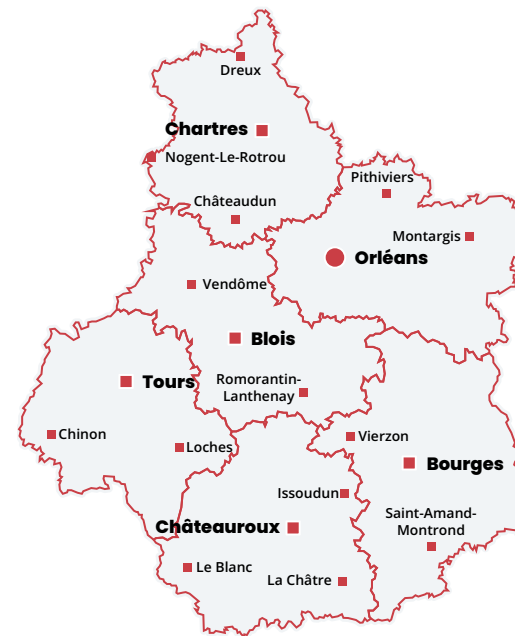 Dreux
Chartres
Nogent-Le-Rotrou
Pithiviers
Châteaudun
Montargis
Orléans
Vendôme
Blois
Tours
Romorantin-
Lanthenay
Chinon
Loches
Vierzon
Bourges
Issoudun
Saint-Amand-
Montrond
Châteauroux
Le Blanc
La Châtre